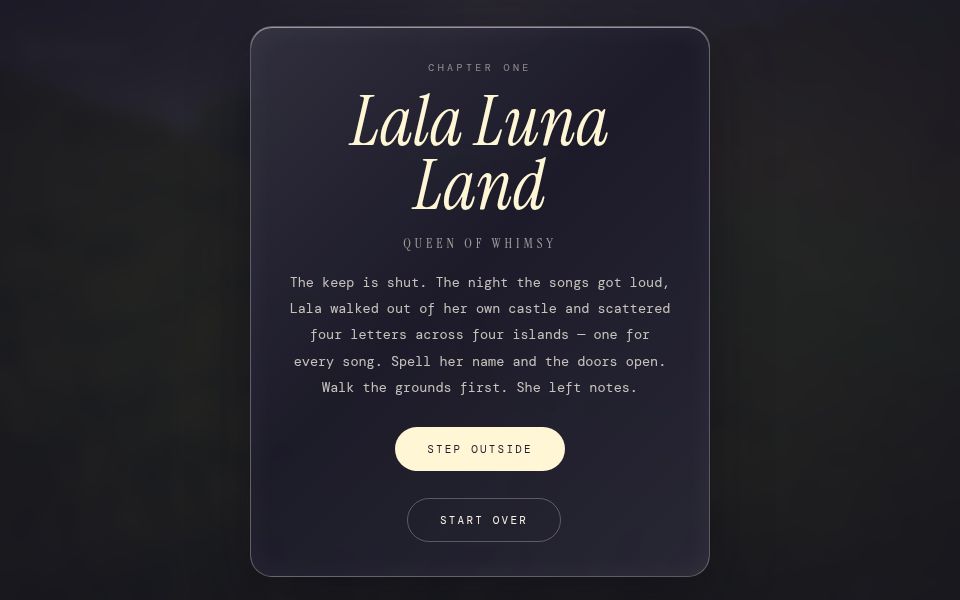 CHAPTER ONE
Lala Luna
Land
QUEEN OF WHIMSY
The keep is shut. The night the songs got loud,
Lala walked out of her own castle and scattered
four letters across four islands — one for
every song. Spell her name and the doors open.
Walk the grounds first. She left notes.
STEP OUTSIDE
START OVER